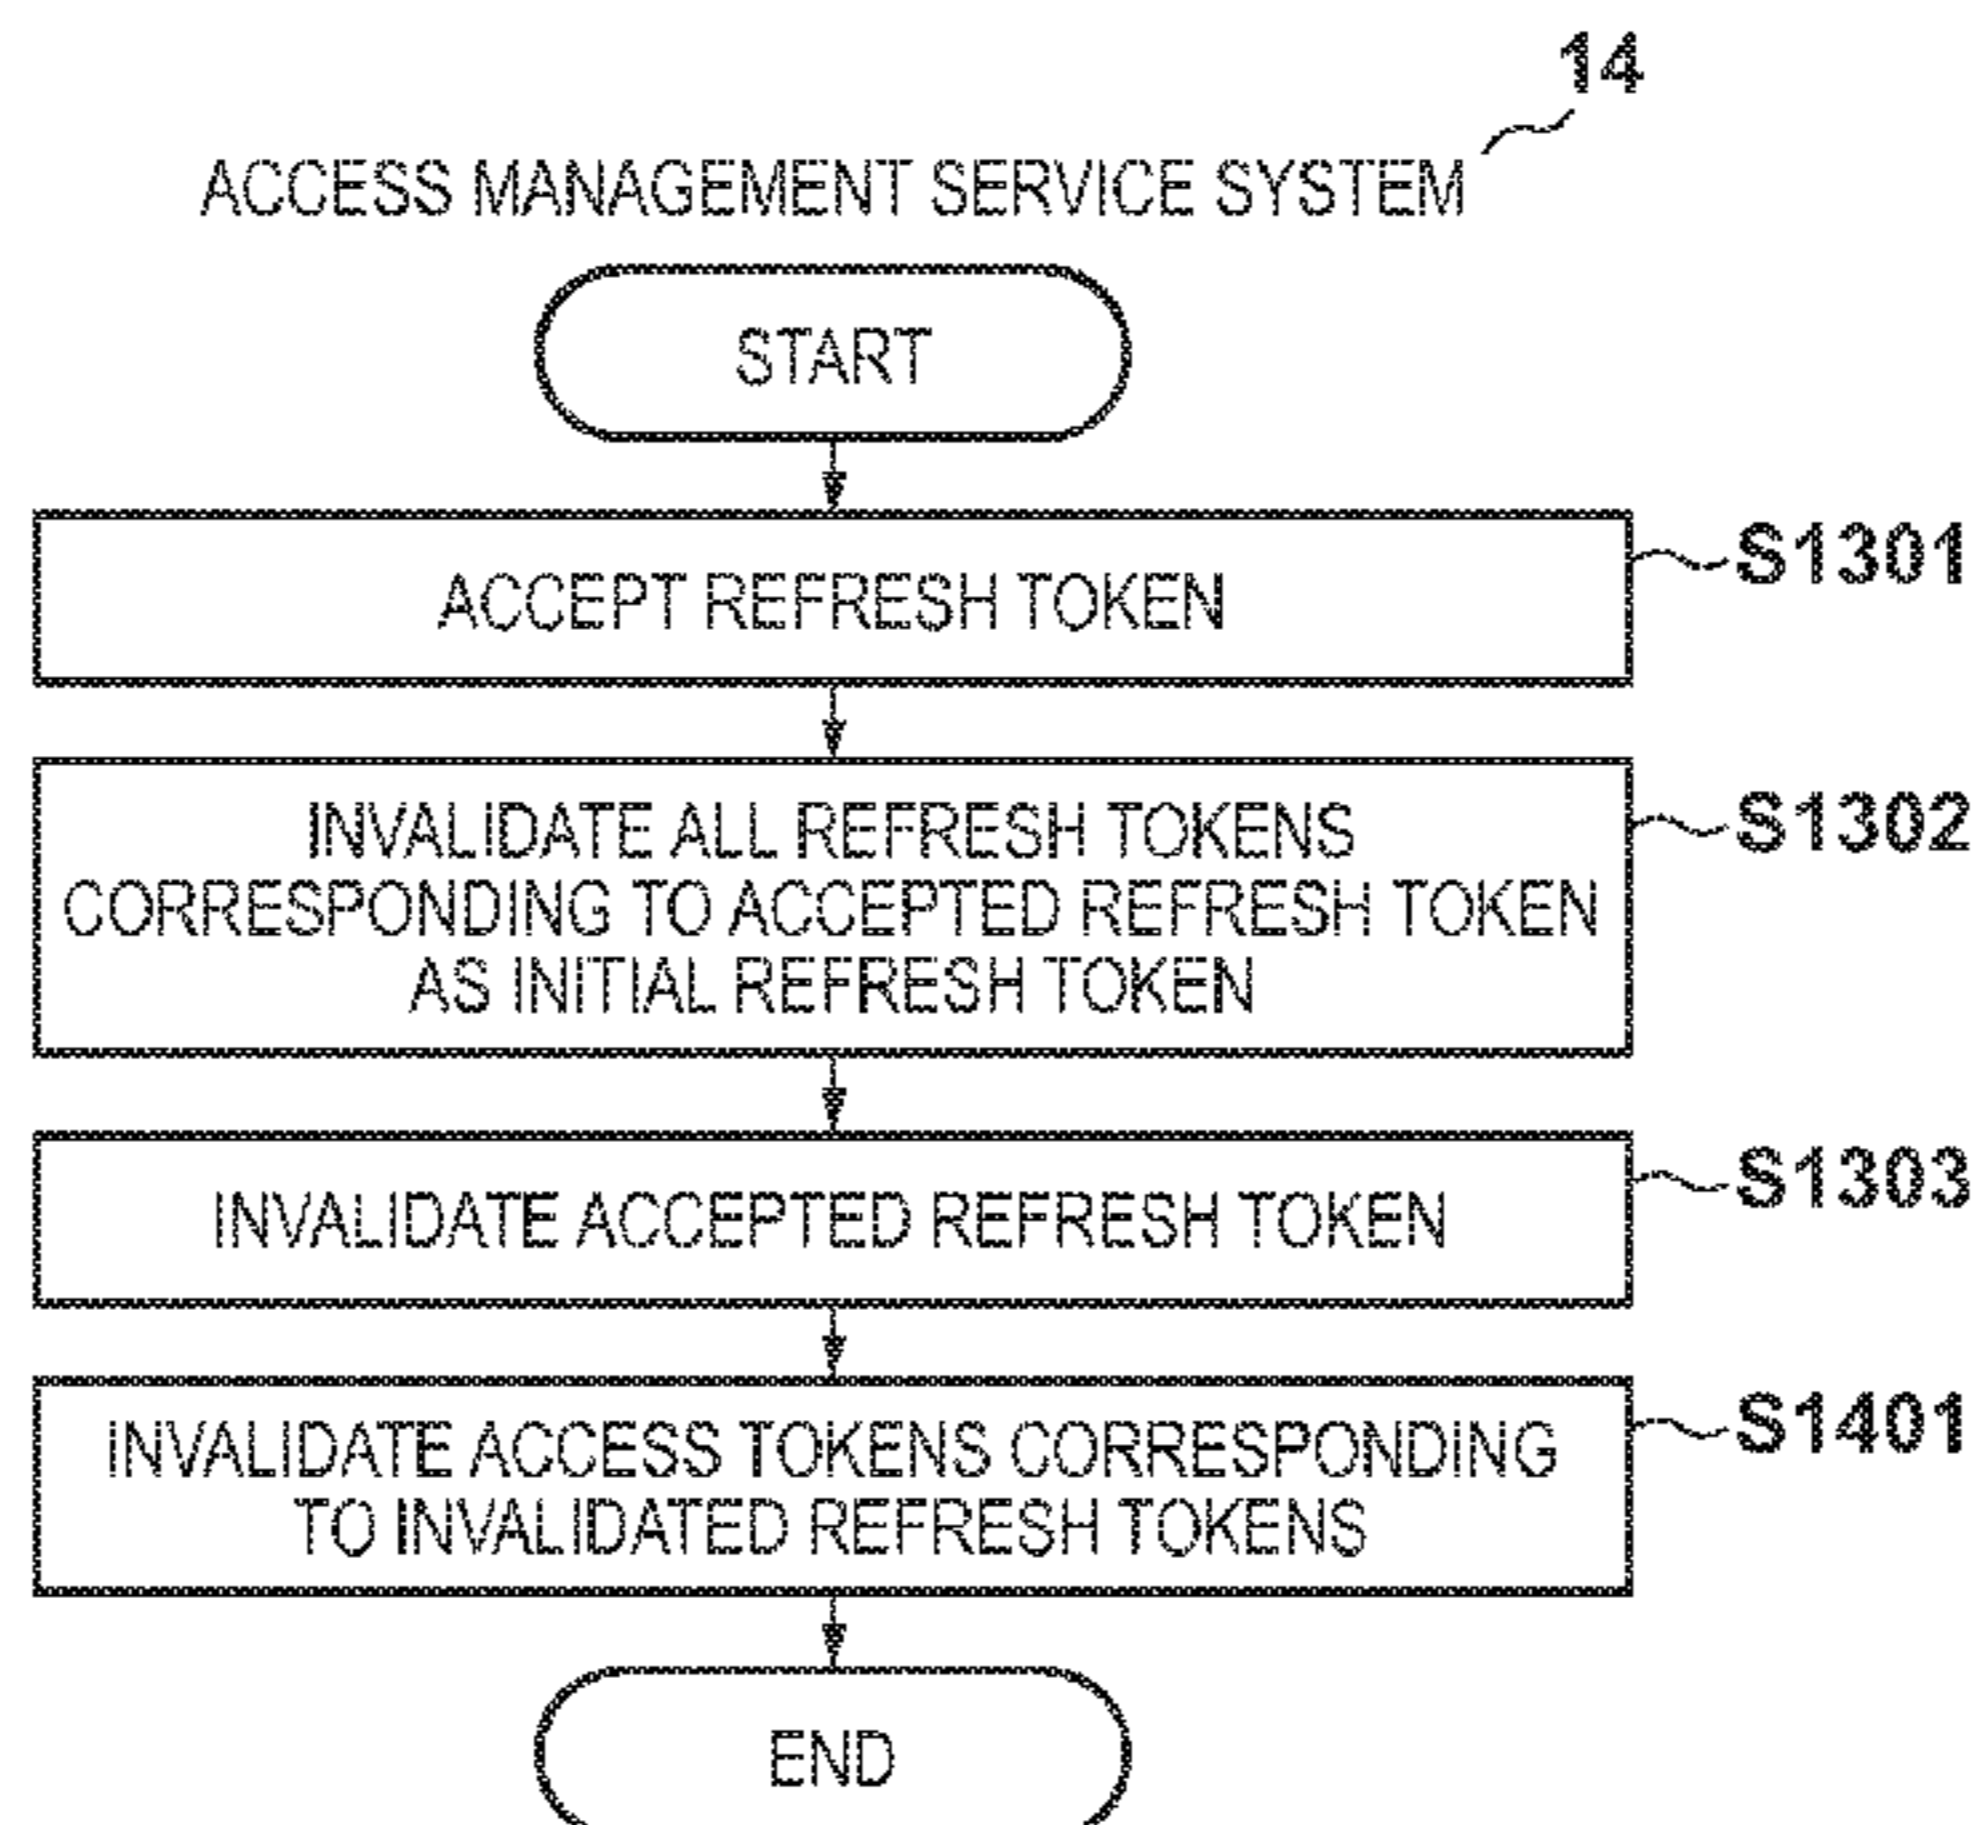 14
ACCESS MANAGEMENT SERVICE SYSTEM
START
ACCEPT REFRESH TOKEN
S1301
INVALIDATE ALL REFRESH TOKENS
CORRESPONDING TO ACCEPTED REFRESH TOKEN
AS INITIAL REFRESH TOKEN
S1302
INVALIDATE ACCEPTED REFRESH TOKEN
S1303
INVALIDATE ACCESS TOKENS CORRESPONDING
TO INVALIDATED REFRESH TOKENS
S1401
END